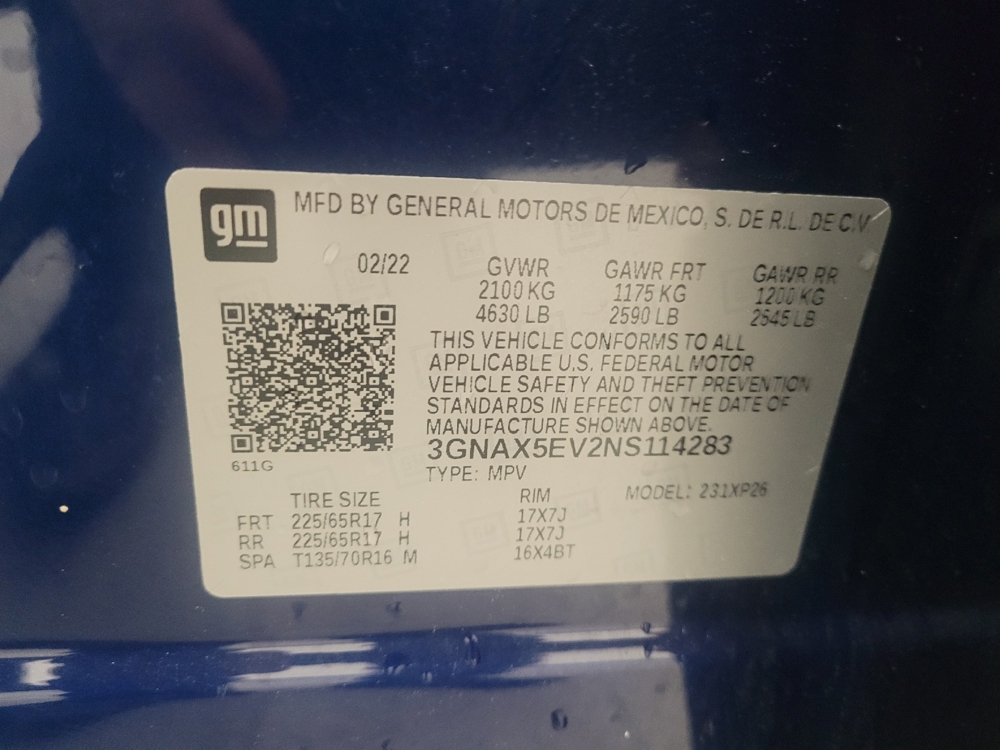 gm
MFD BY GENERAL MOTORS DE MEXICO, S. DE R.L. DE C.V.
02/22 GVWR GAWR FRT GAWR RR
2100 KG 1175 KG 1200 KG
4630 LB 2590 LB 2645 LB
THIS VEHICLE CONFORMS TO ALL
APPLICABLE U.S. FEDERAL MOTOR
VEHICLE SAFETY AND THEFT PREVENTION
STANDARDS IN EFFECT ON THE DATE OF
MANUFACTURE SHOWN ABOVE.
3GNAX5EV2NS114283
611G
TYPE: MPV
TIRE SIZE RIM MODEL: 231XP26
FRT 225/65R17 H 17X7J
RR 225/65R17 H 17X7J
SPA T135/70R16 M 16X4BT